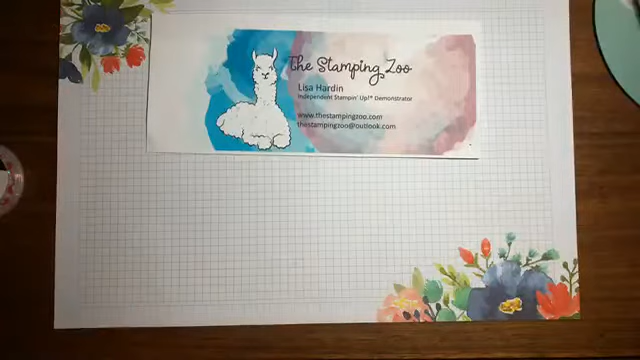 The Stamping Zoo
Lisa Hardin
Independent Stampin' Up!® Demonstrator
www.thestampingzoo.com
thestampingzoo@outlook.com